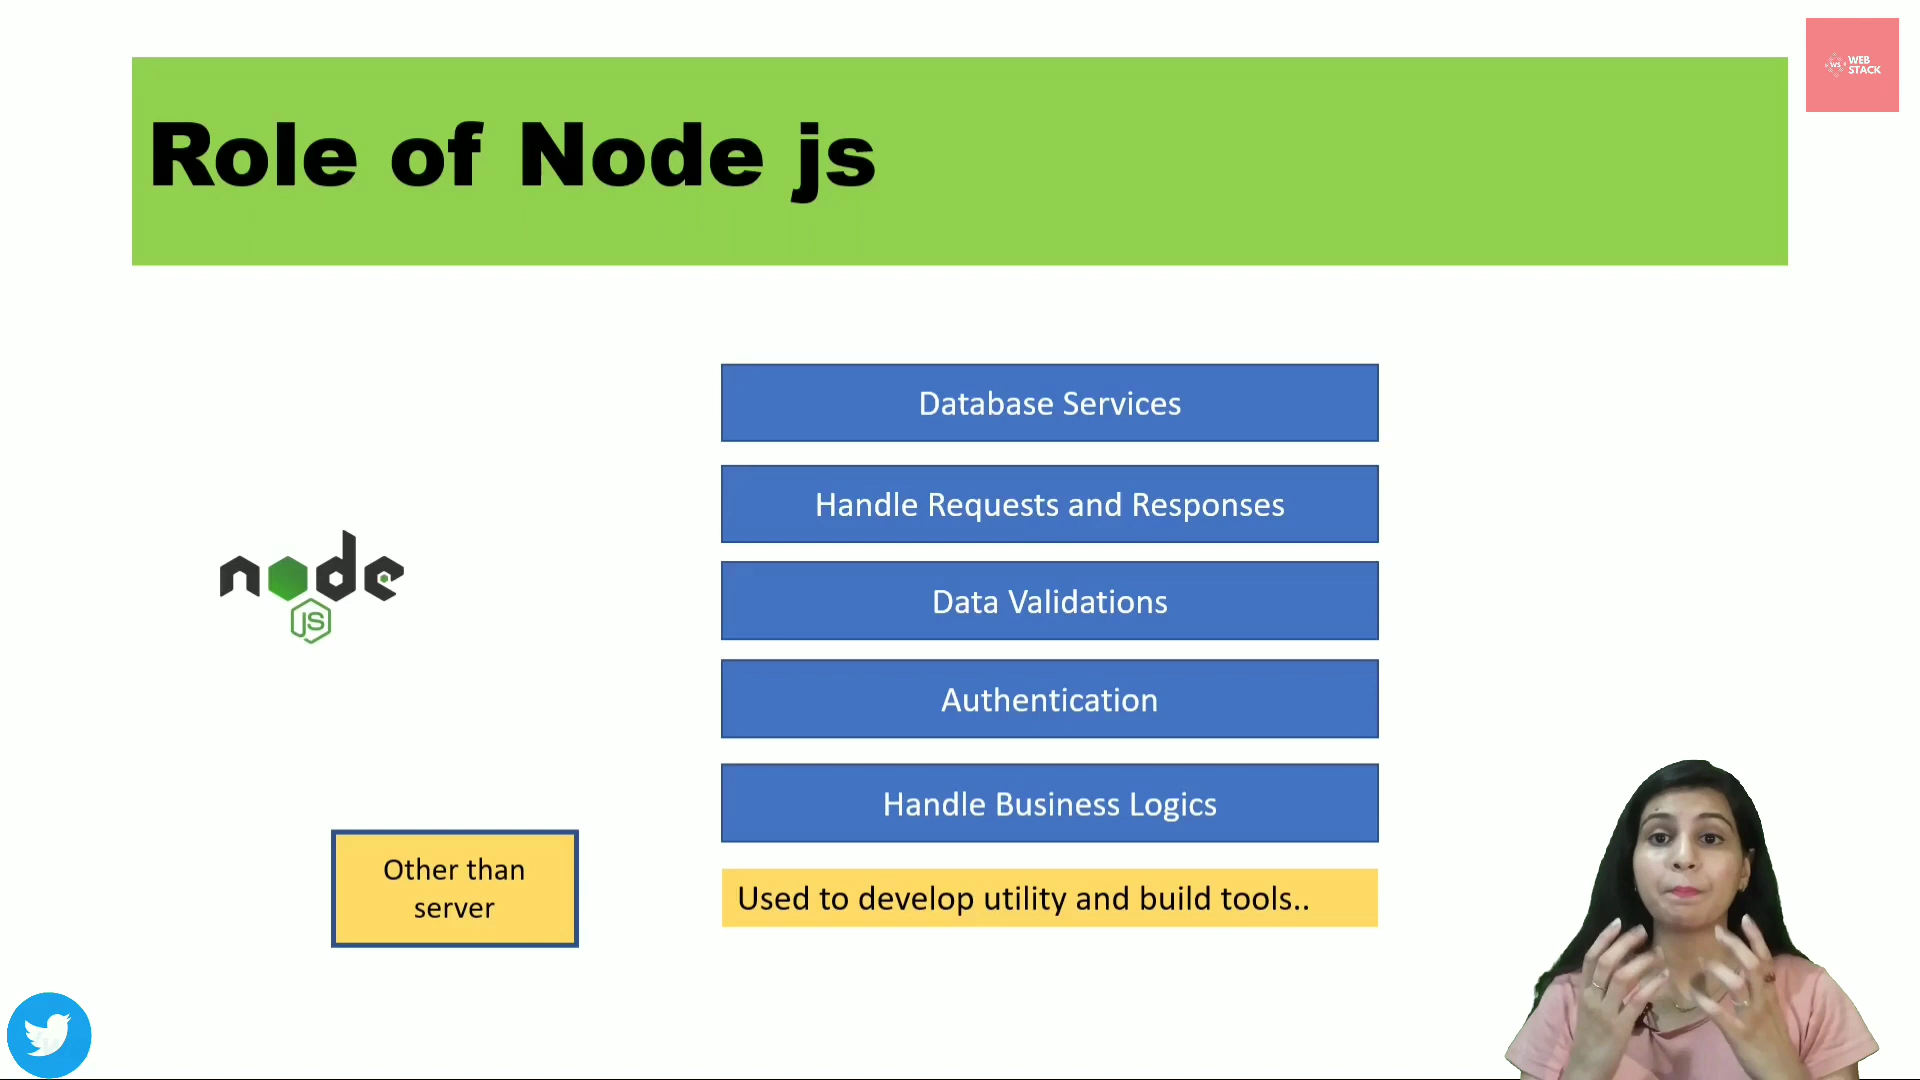 Role of Node js
WS
WEB
STACK
Database Services
Handle Requests and Responses
node
JS
Data Validations
Authentication
Handle Business Logics
Other than
server
Used to develop utility and build tools..